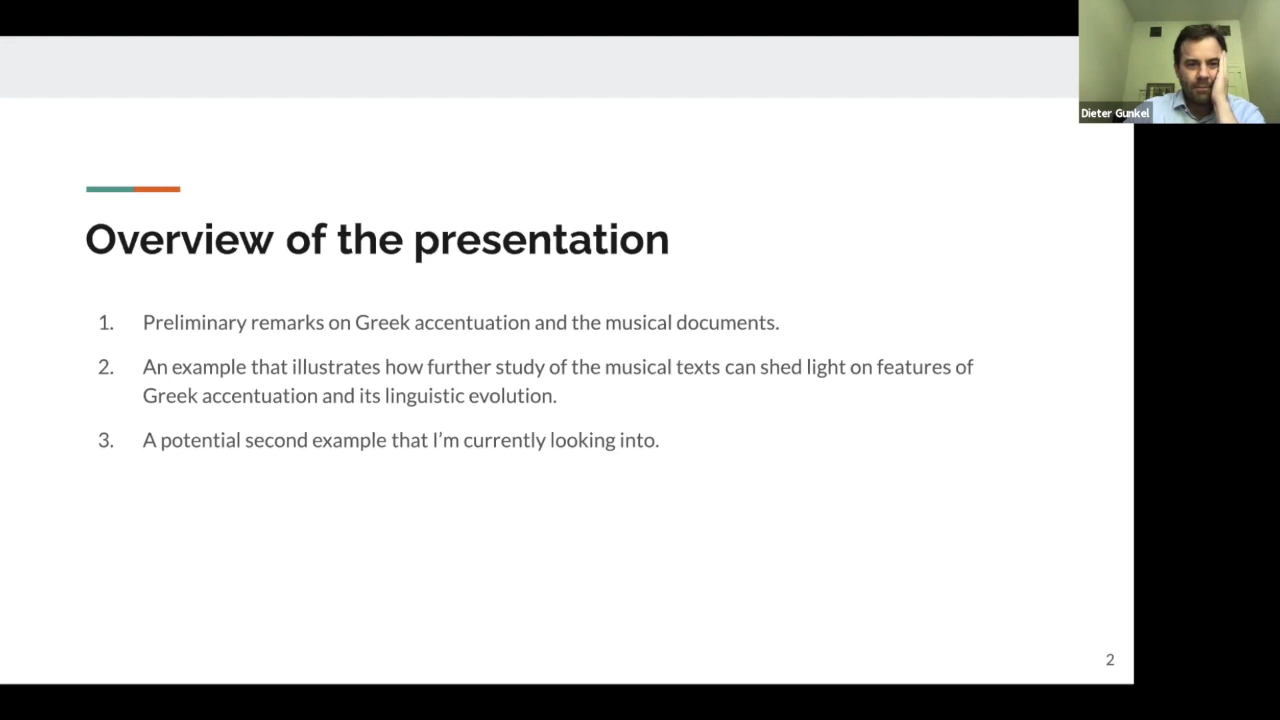 Dieter Gunkel
Overview of the presentation
1. Preliminary remarks on Greek accentuation and the musical documents.
2. An example that illustrates how further study of the musical texts can shed light on features of
Greek accentuation and its linguistic evolution.
3. A potential second example that I’m currently looking into.
2